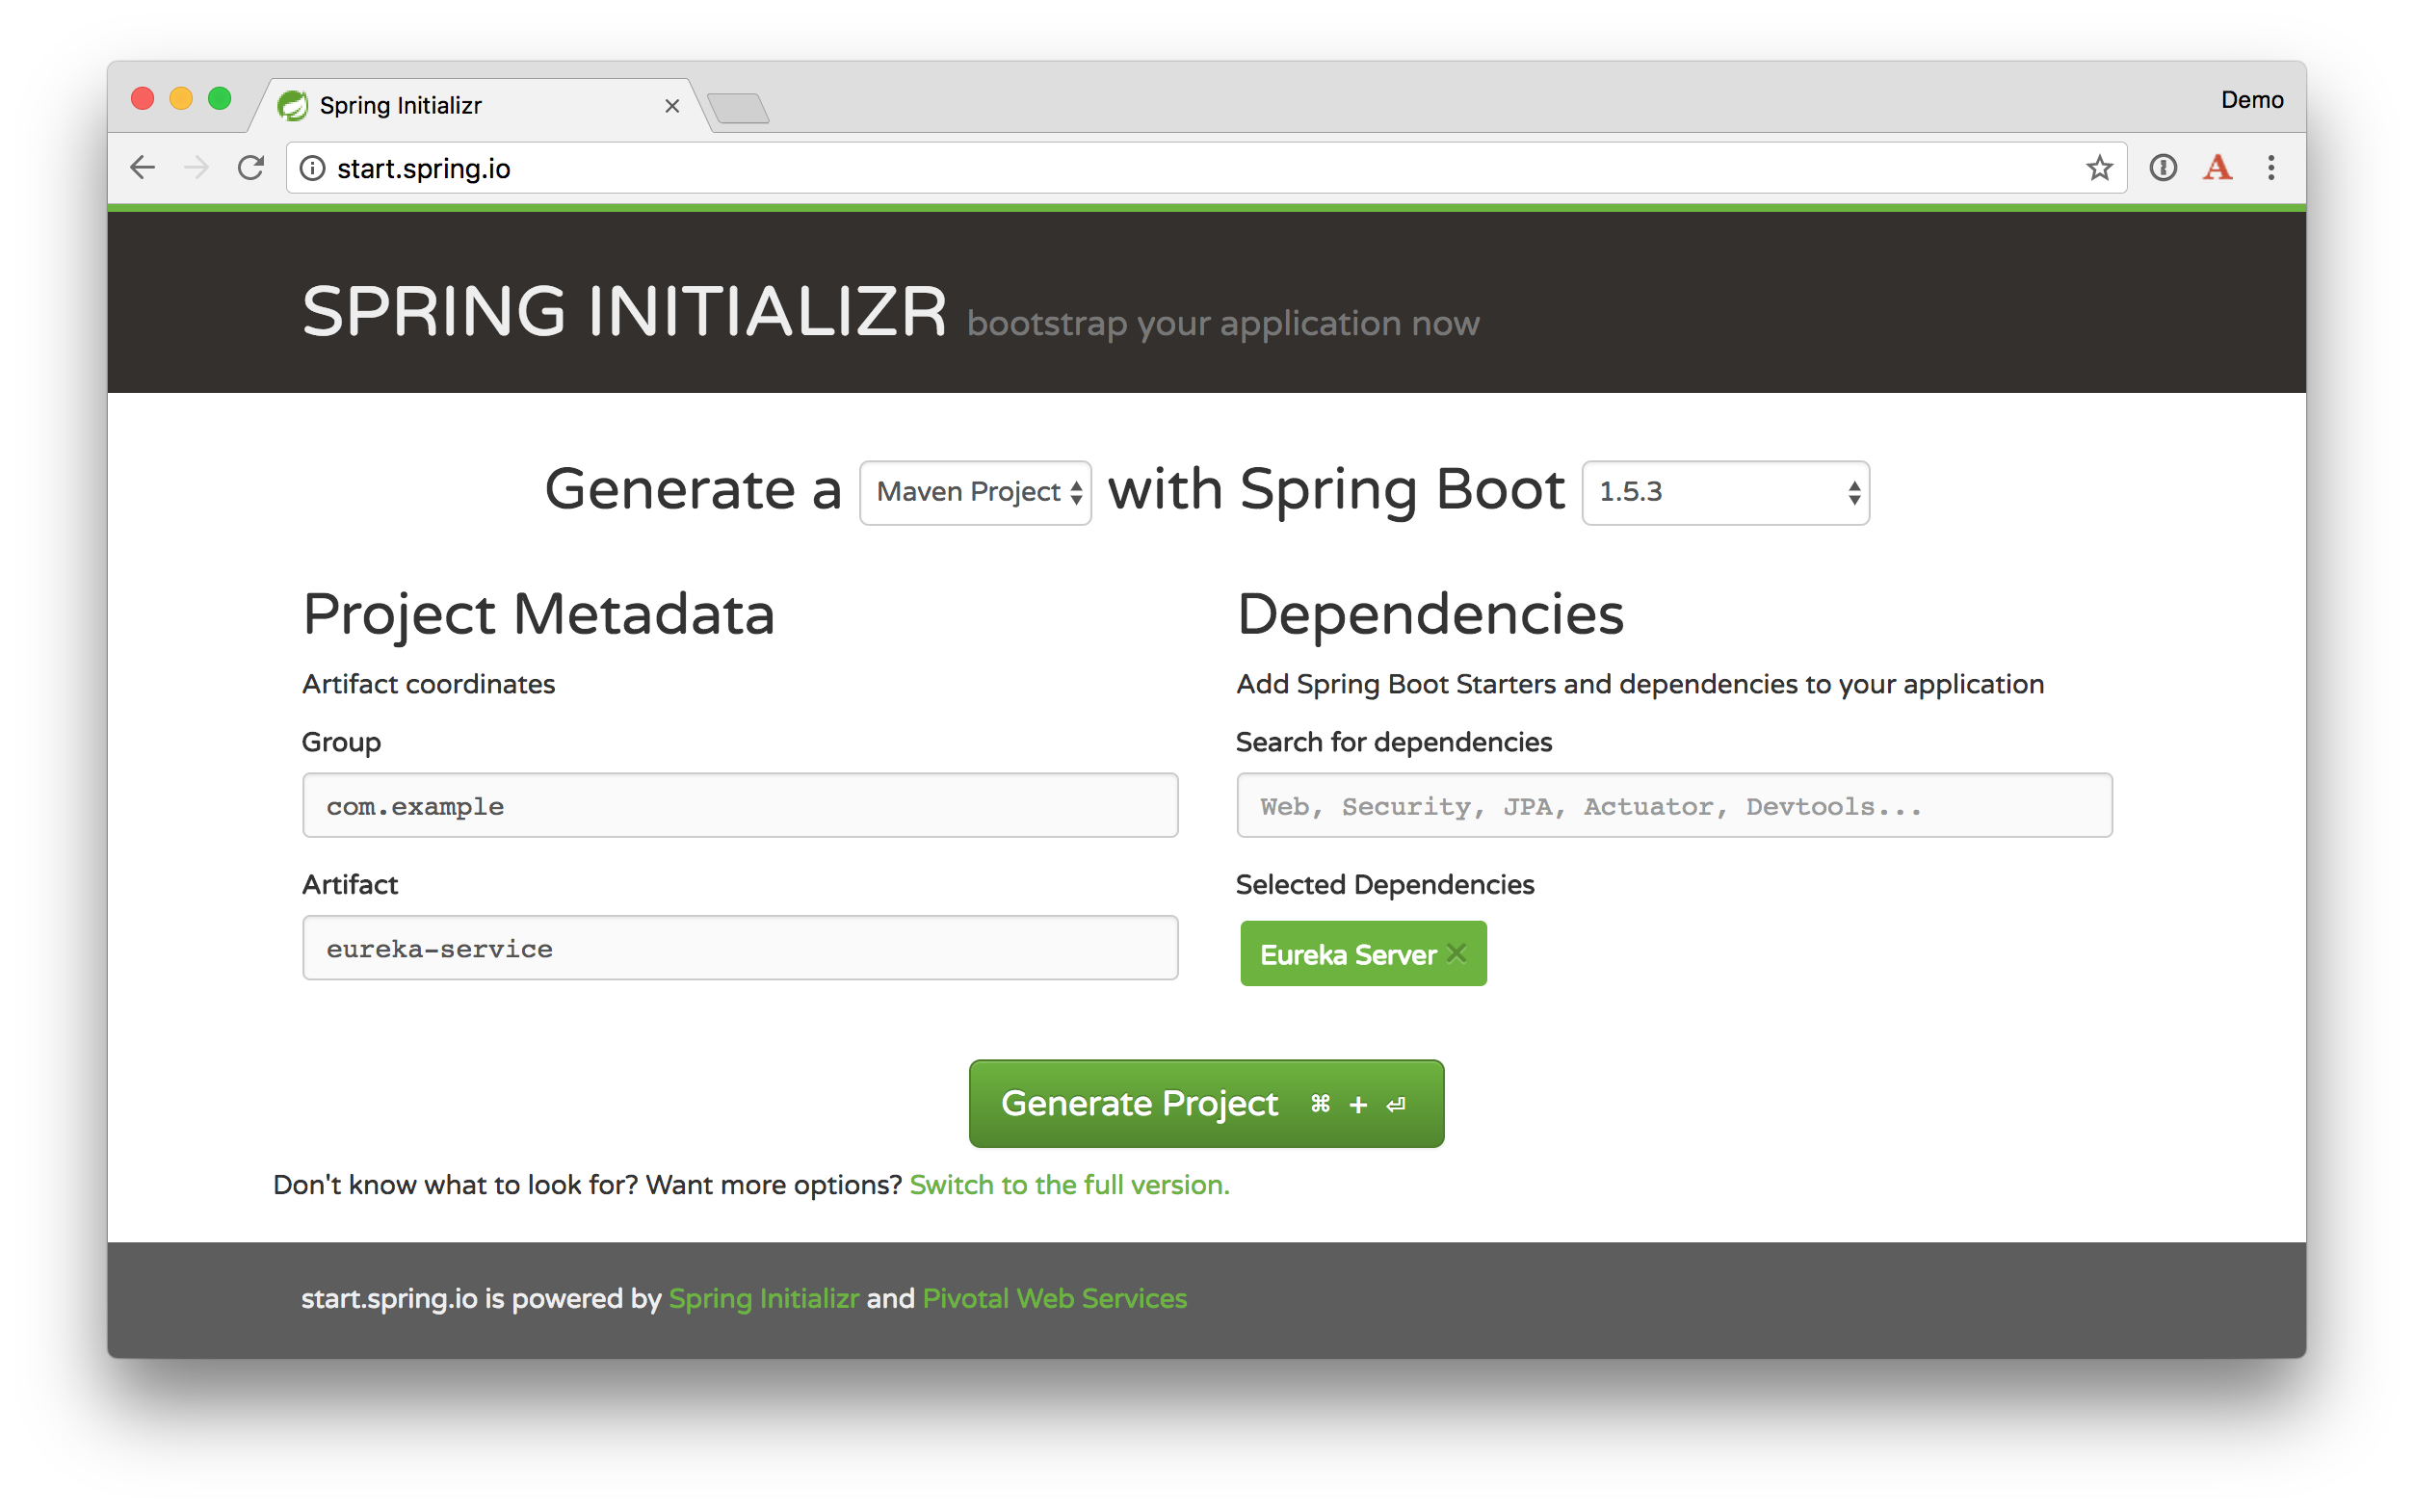 Spring Initializr
Demo
start.spring.io
A
SPRING INITIALIZR bootstrap your application now
Generate a Maven Project with Spring Boot 1.5.3
Project Metadata
Artifact coordinates
Group
com.example
Artifact
eureka-service
Dependencies
Add Spring Boot Starters and dependencies to your application
Search for dependencies
Web, Security, JPA, Actuator, Devtools...
Selected Dependencies
Eureka Server
Generate Project ⌘ + ⏎
Don't know what to look for? Want more options? Switch to the full version.
start.spring.io is powered by Spring Initializr and Pivotal Web Services